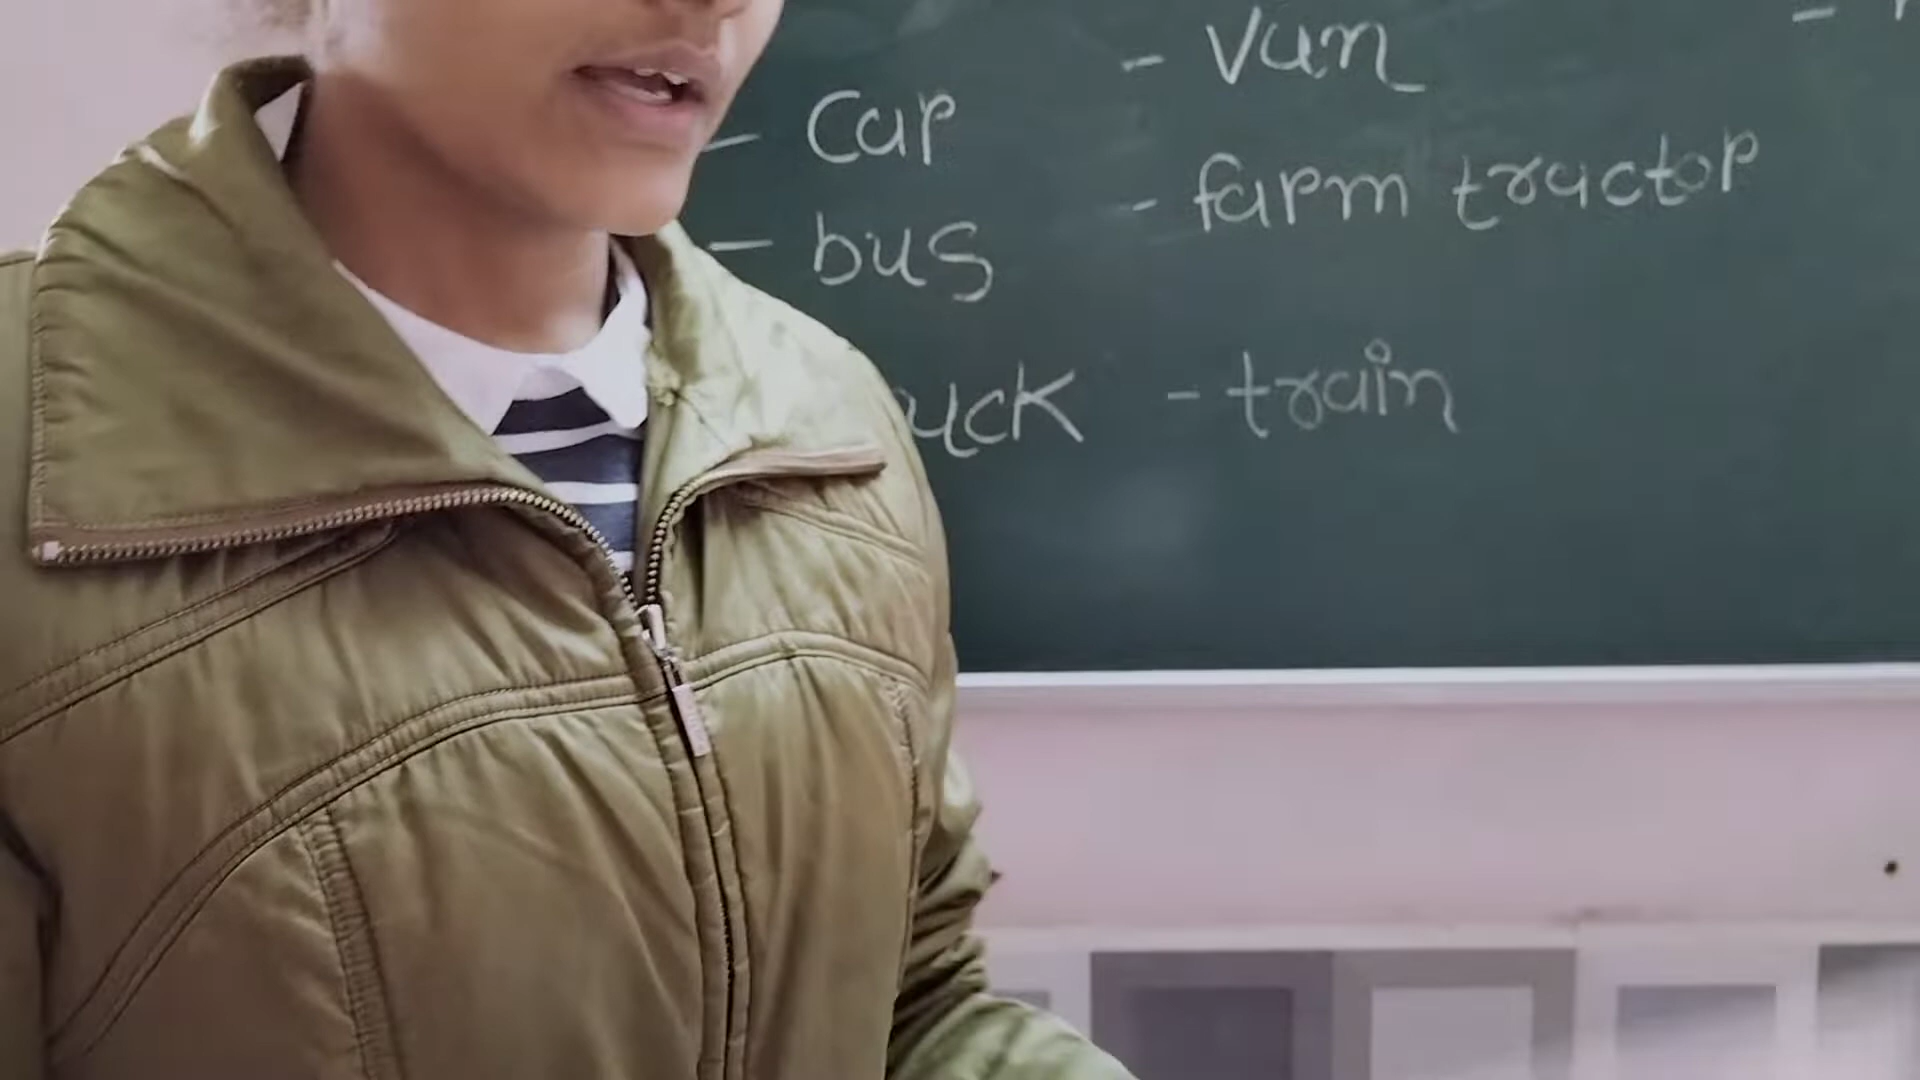 - car
- bus
uck
- van
- farm tractor
- train